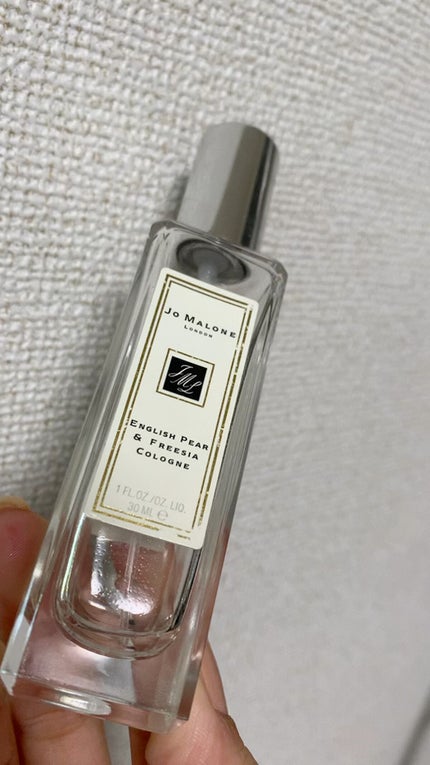 Jo Malone
London
JML
English Pear
& Freesia
Cologne
1 FL.OZ./OZ. LIQ.
30 ML ℮